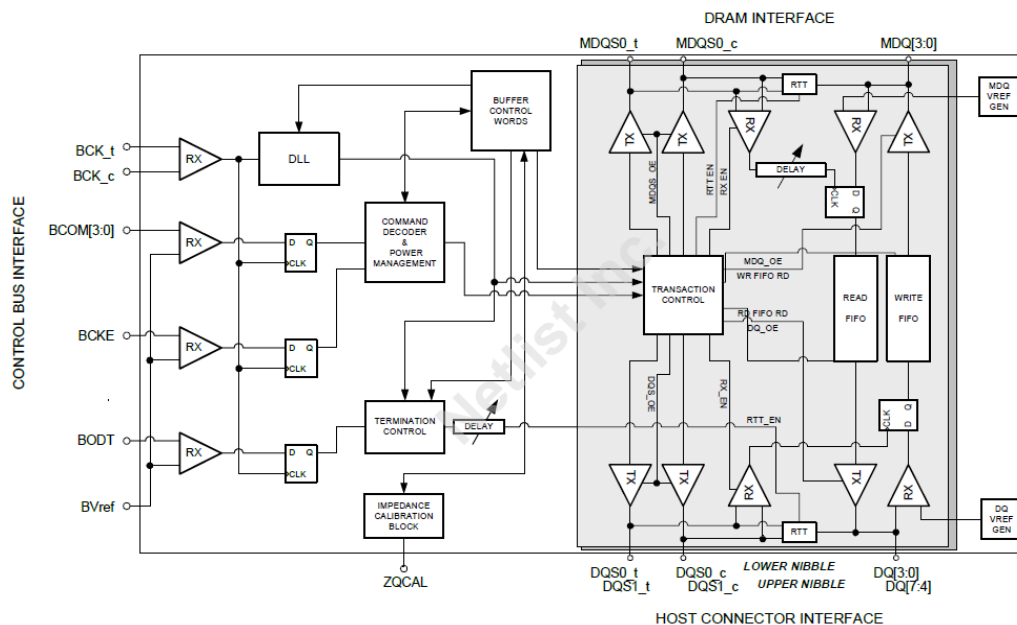 DRAM INTERFACE
MDQS0_t
MDQS0_c
MDQ[3:0]
BUFFER
CONTROL
WORDS
RTT
MDQ
VREF
GEN
BCK_t
BCK_c
RX
DLL
TX
TX
RX
RX
TX
MDQS OE
RTT EN
RX EN
DELAY
CLK
D
Q
BCOM[3:0]
RX
D Q
CLK
COMMAND
DECODER
&
POWER
MANAGEMENT
CONTROL BUS INTERFACE
MDQ_OE
WR FIFO RD
TRANSACTION
CONTROL
READ
FIFO
WRITE
FIFO
RD FIFO RD
DQ_OE
BCKE
RX
D Q
CLK
Netlist Inc.
DQS_OE
RX_EN
BODT
RX
D Q
CLK
TERMINATION
CONTROL
DELAY
RTT_EN
CLK
Q
D
BVref
IMPEDANCE
CALIBRATION
BLOCK
TX
TX
RX
TX
RX
RTT
DQ
VREF
GEN
ZQCAL
DQS0_t
DQS1_t
DQS0_c
DQS1_c
LOWER NIBBLE
UPPER NIBBLE
DQ[3:0]
DQ[7:4]
HOST CONNECTOR INTERFACE